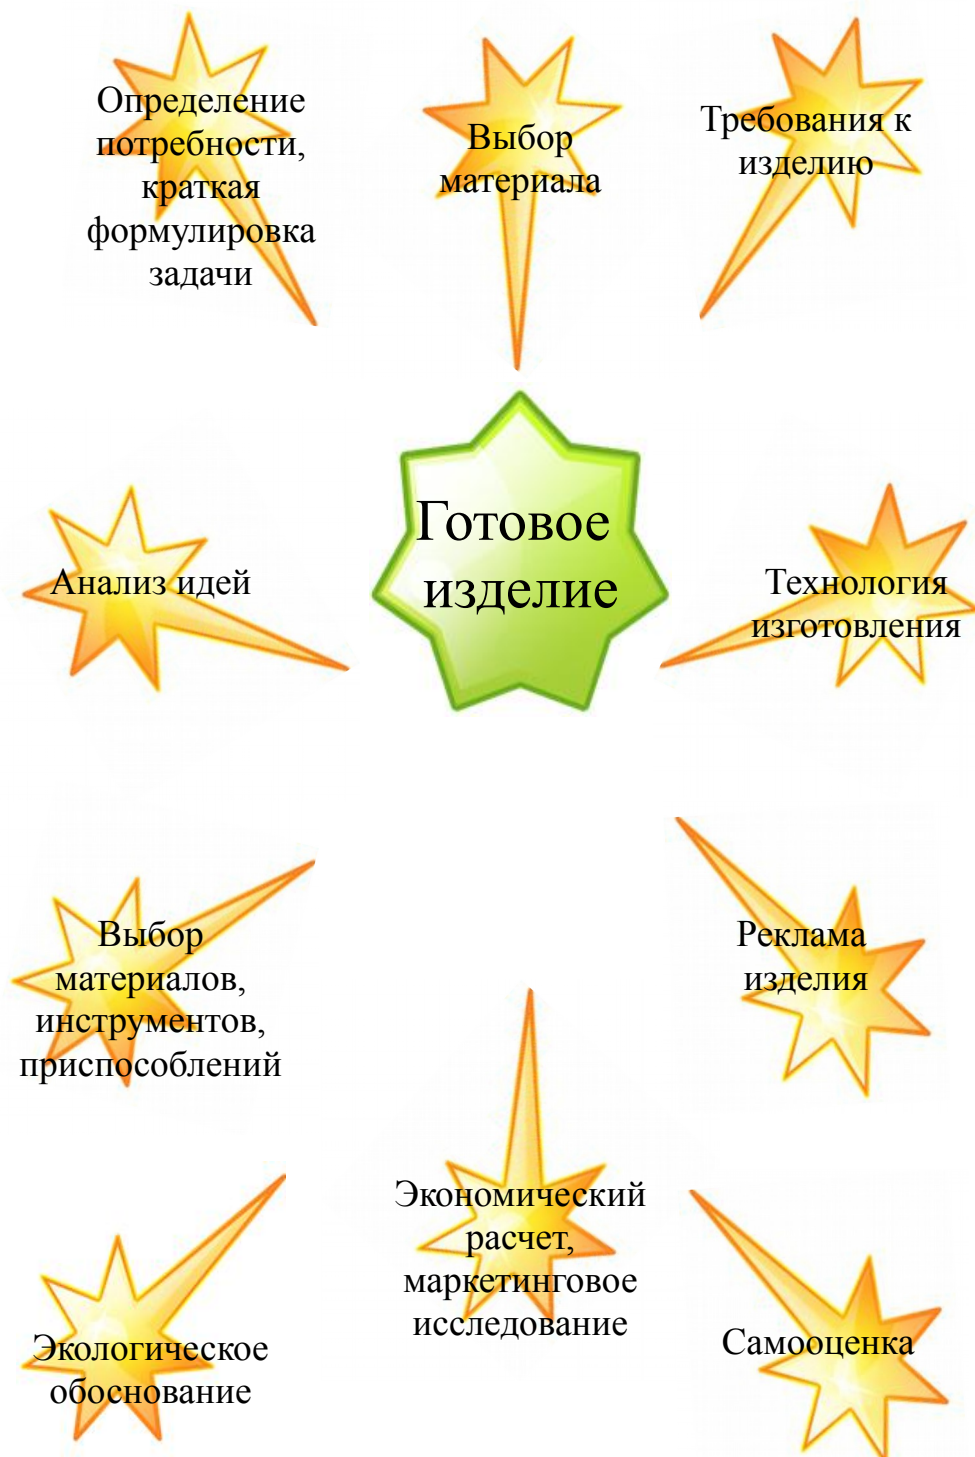 Определение
потребности,
краткая
формулировка
задачи
Выбор
материала
Требования к
изделию
Готовое
изделие
Анализ идей
Технология
изготовления
Выбор
материалов,
инструментов,
приспособлений
Реклама
изделия
Экономический
расчет,
маркетинговое
исследование
Экологическое
обоснование
Самооценка